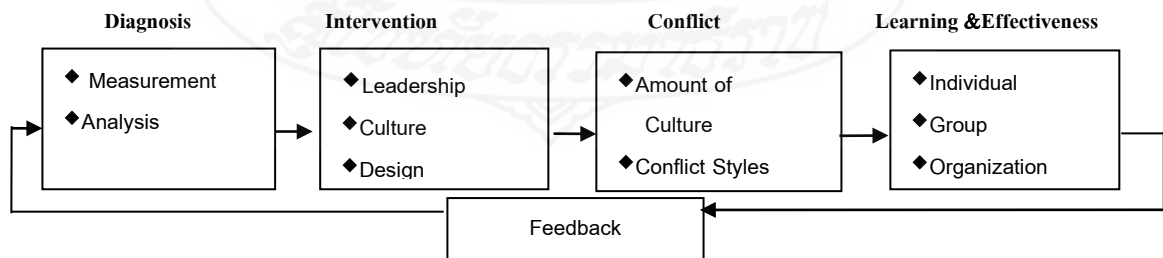 Diagnosis
Intervention
Conflict
Learning &Effectiveness
◆ Measurement
◆Analysis
◆Leadership
◆Culture
◆Design
◆Amount of
Culture
◆Conflict Styles
◆Individual
◆Group
◆Organization
Feedback